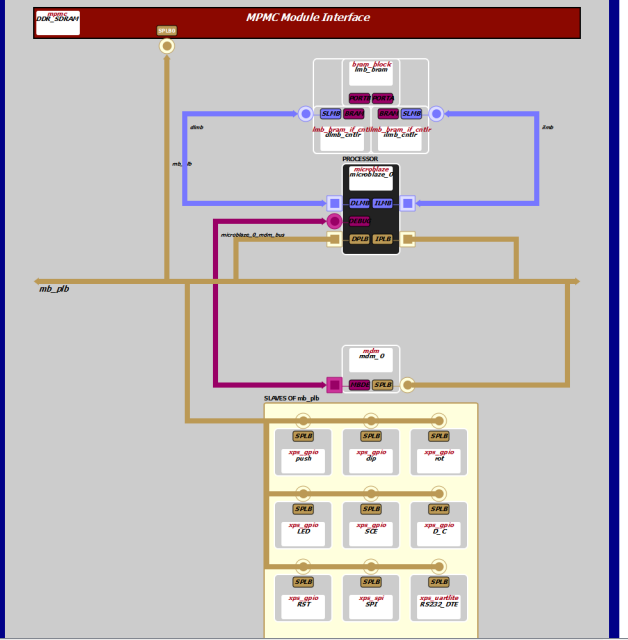 mpmc
DDR_SDRAM
MPMC Module Interface
SPLB0
bram_block
lmb_bram
PORTB PORTA
SLMB BRAM BRAM SLMB
lmb_bram_if_cntlr lmb_bram_if_cntlr
dlmb_cntlr ilmb_cntlr
dlmb
ilmb
mb_plb
PROCESSOR
microblaze
microblaze_0
DLMB ILMB
DEBUG
microblaze_0_mdm_bus
DPLB IPLB
mb_plb
mdm
mdm_0
MBDEBUG SPLB
SLAVES OF mb_plb
SPLB SPLB SPLB
xps_gpio xps_gpio xps_gpio
push dip rot
SPLB SPLB SPLB
xps_gpio xps_gpio xps_gpio
LED SCE D_C
SPLB SPLB SPLB
xps_gpio xps_spi xps_uartlite
RST SPI RS232_DTE